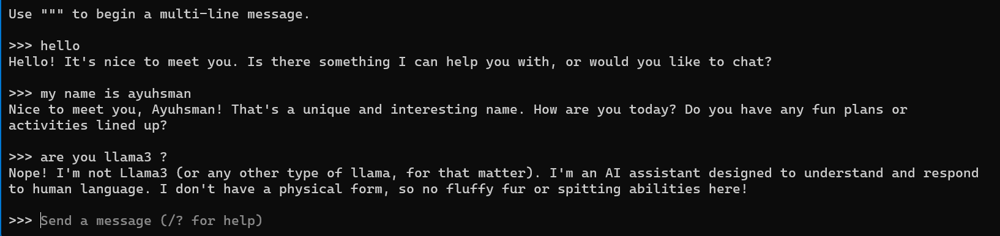 Use """ to begin a multi-line message.
>>> hello
Hello! It's nice to meet you. Is there something I can help you with, or would you like to chat?
>>> my name is ayuhsman
Nice to meet you, Ayuhsman! That's a unique and interesting name. How are you today? Do you have any fun plans or
activities lined up?
>>> are you llama3 ?
Nope! I'm not Llama3 (or any other type of llama, for that matter). I'm an AI assistant designed to understand and respond
to human language. I don't have a physical form, so no fluffy fur or spitting abilities here!
>>> Send a message (/? for help)